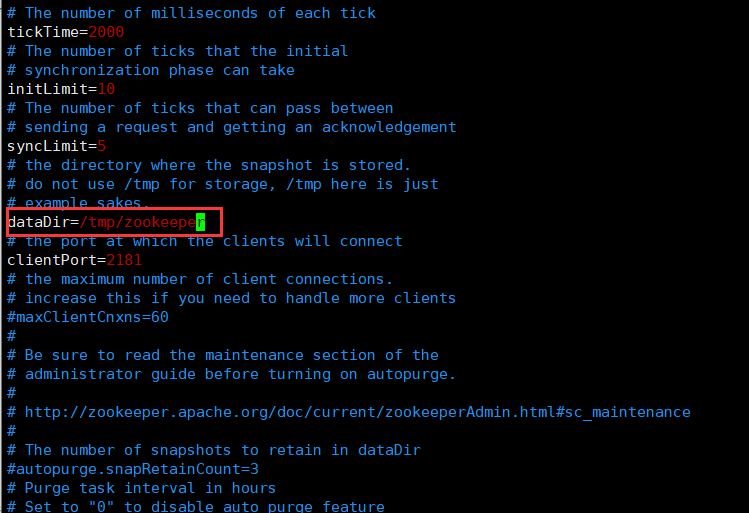 # The number of milliseconds of each tick
tickTime=2000
# The number of ticks that the initial
# synchronization phase can take
initLimit=10
# The number of ticks that can pass between
# sending a request and getting an acknowledgement
syncLimit=5
# the directory where the snapshot is stored.
# do not use /tmp for storage, /tmp here is just
# example sakes.
dataDir=/tmp/zookeeper
# the port at which the clients will connect
clientPort=2181
# the maximum number of client connections.
# increase this if you need to handle more clients
#maxClientCnxns=60
#
# Be sure to read the maintenance section of the
# administrator guide before turning on autopurge.
#
# http://zookeeper.apache.org/doc/current/zookeeperAdmin.html#sc_maintenance
#
# The number of snapshots to retain in dataDir
#autopurge.snapRetainCount=3
# Purge task interval in hours
# Set to "0" to disable auto purge feature